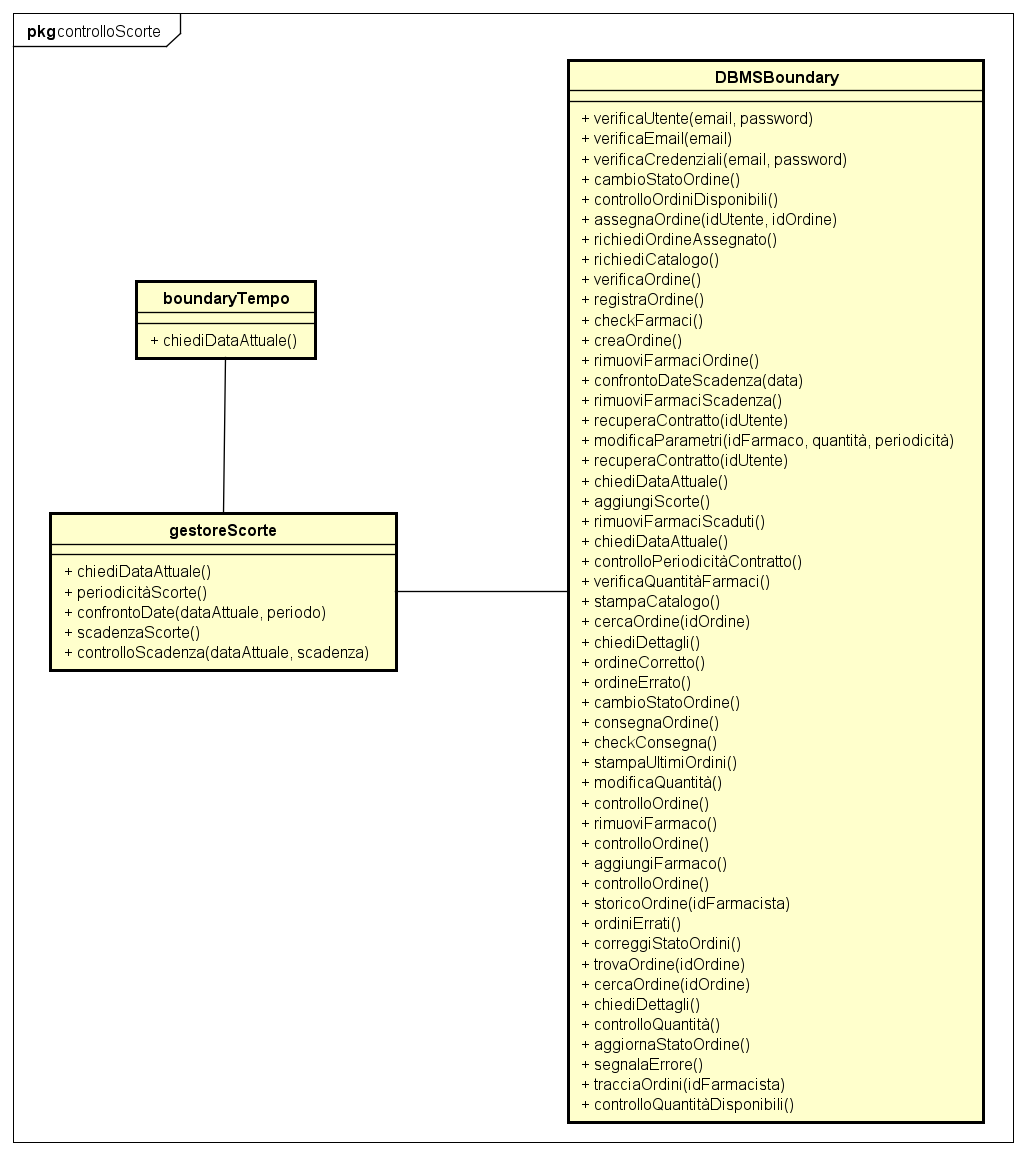 pkg controlloScorte
DBMSBoundary
+ verificaUtente(email, password)
+ verificaEmail(email)
+ verificaCredenziali(email, password)
+ cambioStatoOrdine()
+ controlloOrdiniDisponibili()
+ assegnaOrdine(idUtente, idOrdine)
+ richiediOrdineAssegnato()
+ richiediCatalogo()
+ verificaOrdine()
+ registraOrdine()
+ checkFarmaci()
+ creaOrdine()
+ rimuoviFarmaciOrdine()
+ confrontoDateScadenza(data)
+ rimuoviFarmaciScadenza()
+ recuperaContratto(idUtente)
+ modificaParametri(idFarmaco, quantità, periodicità)
+ recuperaContratto(idUtente)
+ chiediDataAttuale()
+ aggiungiScorte()
+ rimuoviFarmaciScaduti()
+ chiediDataAttuale()
+ controlloPeriodicitàContratto()
+ verificaQuantitàFarmaci()
+ stampaCatalogo()
+ cercaOrdine(idOrdine)
+ chiediDettagli()
+ ordineCorretto()
+ ordineErrato()
+ cambioStatoOrdine()
+ consegnaOrdine()
+ checkConsegna()
+ stampaUltimiOrdini()
+ modificaQuantità()
+ controlloOrdine()
+ rimuoviFarmaco()
+ controlloOrdine()
+ aggiungiFarmaco()
+ controlloOrdine()
+ storicoOrdine(idFarmacista)
+ ordiniErrati()
+ correggiStatoOrdini()
+ trovaOrdine(idOrdine)
+ cercaOrdine(idOrdine)
+ chiediDettagli()
+ controlloQuantità()
+ aggiornaStatoOrdine()
+ segnalaErrore()
+ tracciaOrdini(idFarmacista)
+ controlloQuantitàDisponibili()
boundaryTempo
+ chiediDataAttuale()
gestoreScorte
+ chiediDataAttuale()
+ periodicitàScorte()
+ confrontoDate(dataAttuale, periodo)
+ scadenzaScorte()
+ controlloScadenza(dataAttuale, scadenza)